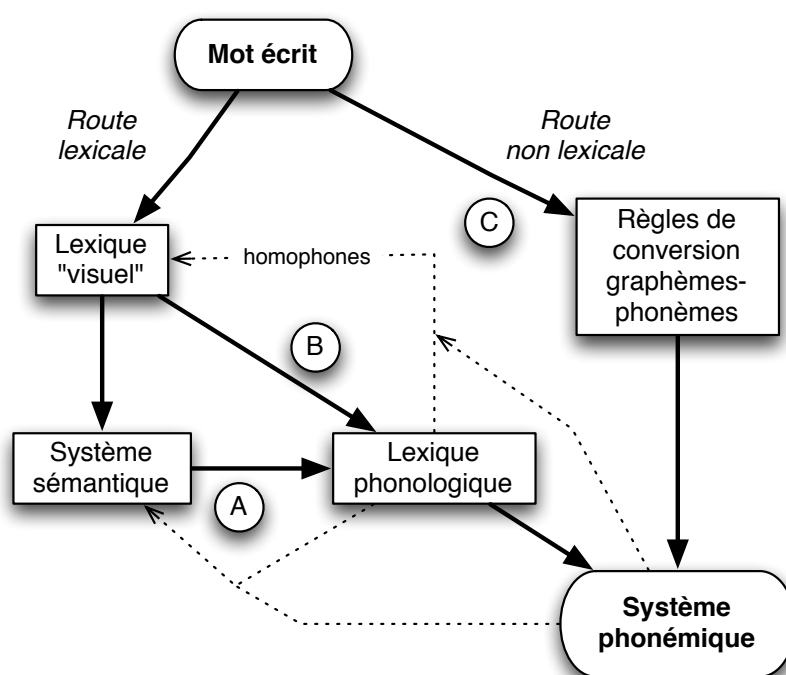 Mot écrit
Route
lexicale
Route
non lexicale
C
Règles de
conversion
graphèmes-
phonèmes
Lexique
"visuel"
homophones
B
Système
sémantique
Lexique
phonologique
A
Système
phonémique